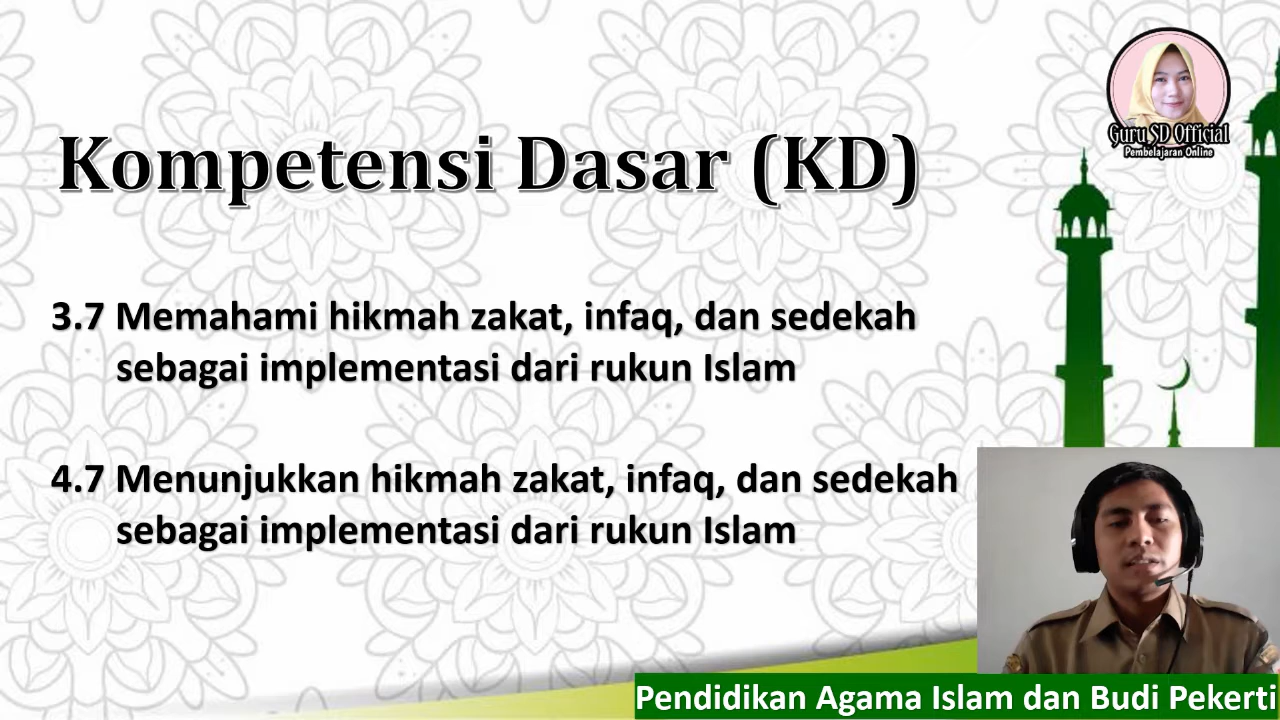 Guru SD Official
Pembelajaran Online
Kompetensi Dasar (KD)
3.7 Memahami hikmah zakat, infaq, dan sedekah
sebagai implementasi dari rukun Islam
4.7 Menunjukkan hikmah zakat, infaq, dan sedekah
sebagai implementasi dari rukun Islam
Pendidikan Agama Islam dan Budi Pekerti